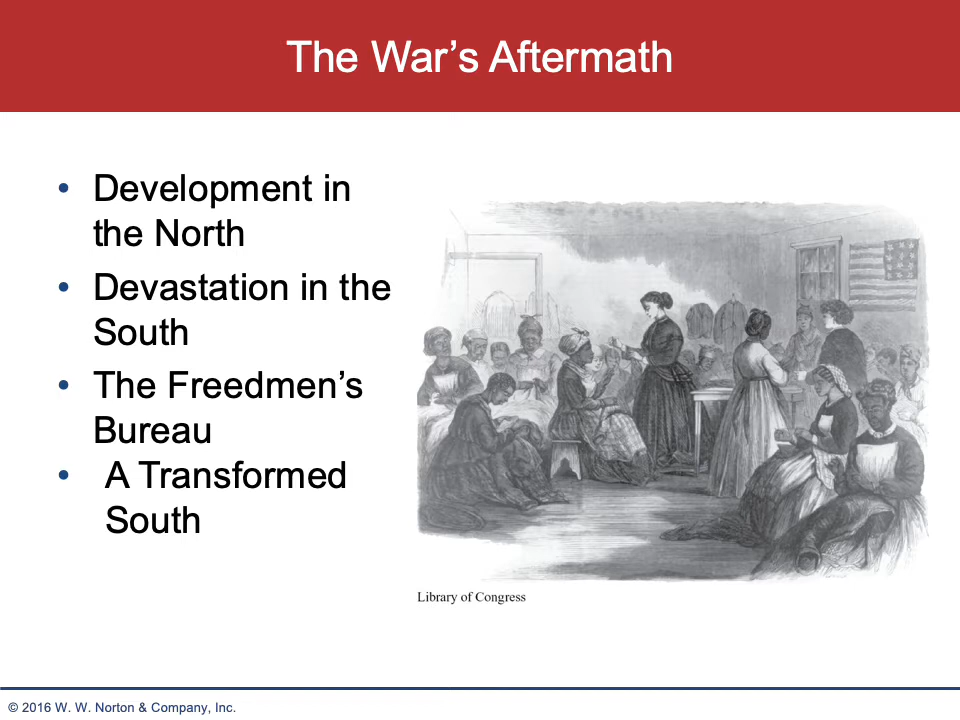 The War’s Aftermath
• Development in
the North
• Devastation in the
South
• The Freedmen’s
Bureau
• A Transformed
South
Library of Congress
© 2016 W. W. Norton & Company, Inc.